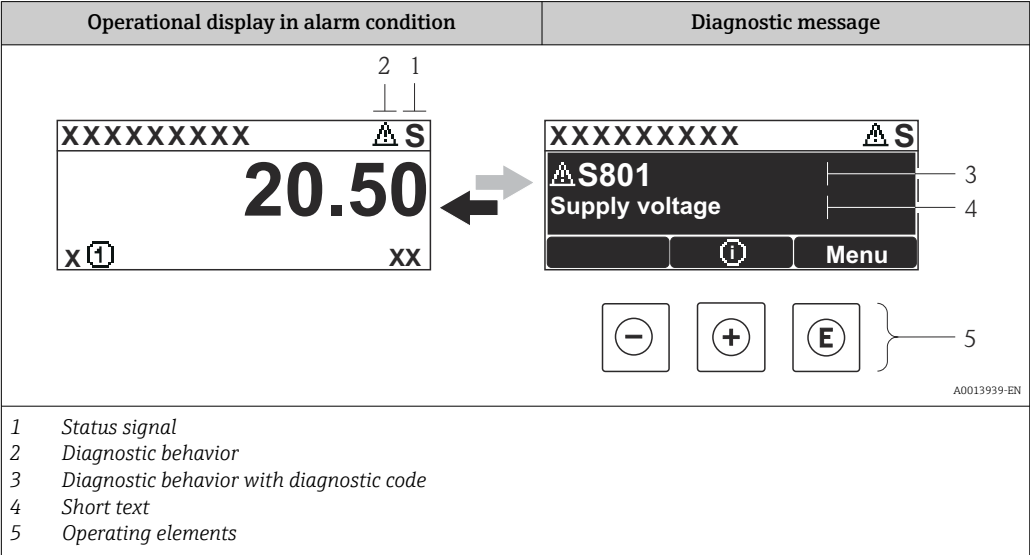 Operational display in alarm condition
Diagnostic message
2 1
XXXXXXXXX ⚠ S
20.50
x ① XX
XXXXXXXXX ⚠ S
⚠S801
Supply voltage
ⓘ Menu
3
4
− + E
5
A0013939-EN
1 Status signal
2 Diagnostic behavior
3 Diagnostic behavior with diagnostic code
4 Short text
5 Operating elements